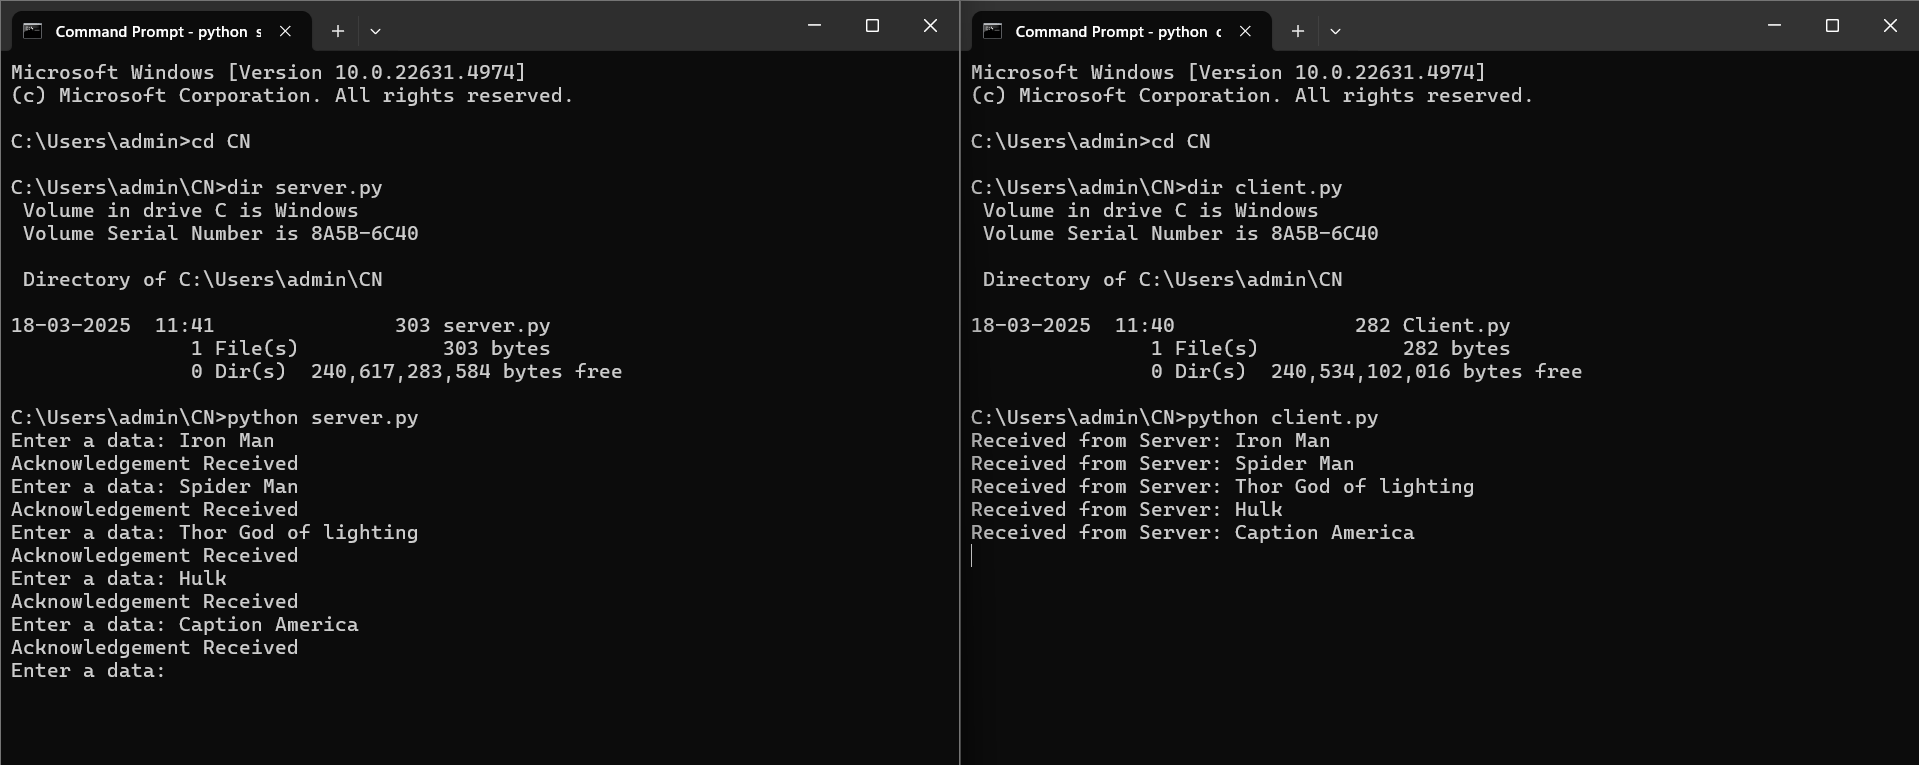 Command Prompt - python s
Microsoft Windows [Version 10.0.22631.4974]
(c) Microsoft Corporation. All rights reserved.
C:\Users\admin>cd CN
C:\Users\admin\CN>dir server.py
 Volume in drive C is Windows
 Volume Serial Number is 8A5B-6C40
 Directory of C:\Users\admin\CN
18-03-2025  11:41               303 server.py
               1 File(s)            303 bytes
               0 Dir(s)  240,617,283,584 bytes free
C:\Users\admin\CN>python server.py
Enter a data: Iron Man
Acknowledgement Received
Enter a data: Spider Man
Acknowledgement Received
Enter a data: Thor God of lighting
Acknowledgement Received
Enter a data: Hulk
Acknowledgement Received
Enter a data: Caption America
Acknowledgement Received
Enter a data:
Command Prompt - python c
Microsoft Windows [Version 10.0.22631.4974]
(c) Microsoft Corporation. All rights reserved.
C:\Users\admin>cd CN
C:\Users\admin\CN>dir client.py
 Volume in drive C is Windows
 Volume Serial Number is 8A5B-6C40
 Directory of C:\Users\admin\CN
18-03-2025  11:40               282 Client.py
               1 File(s)            282 bytes
               0 Dir(s)  240,534,102,016 bytes free
C:\Users\admin\CN>python client.py
Received from Server: Iron Man
Received from Server: Spider Man
Received from Server: Thor God of lighting
Received from Server: Hulk
Received from Server: Caption America